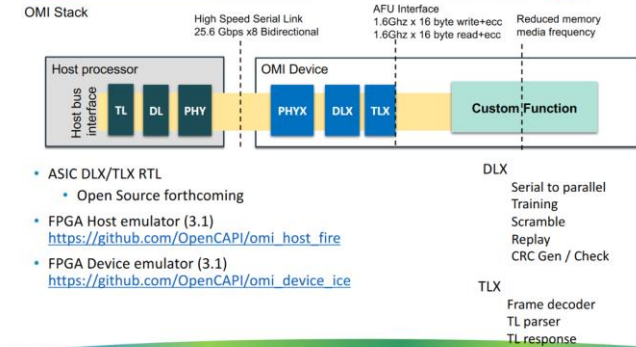 OMI Stack
High Speed Serial Link
25.6 Gbps x8 Bidirectional
AFU Interface
1.6Ghz x 16 byte write+ecc
1.6Ghz x 16 byte read+ecc
Reduced memory
media frequency
Host processor
OMI Device
Host bus
interface
TL
DL
PHY
PHYX
DLX
TLX
Custom Function
• ASIC DLX/TLX RTL
• Open Source forthcoming
• FPGA Host emulator (3.1)
https://github.com/OpenCAPI/omi_host_fire
• FPGA Device emulator (3.1)
https://github.com/OpenCAPI/omi_device_ice
DLX
Serial to parallel
Training
Scramble
Replay
CRC Gen / Check
TLX
Frame decoder
TL parser
TL response